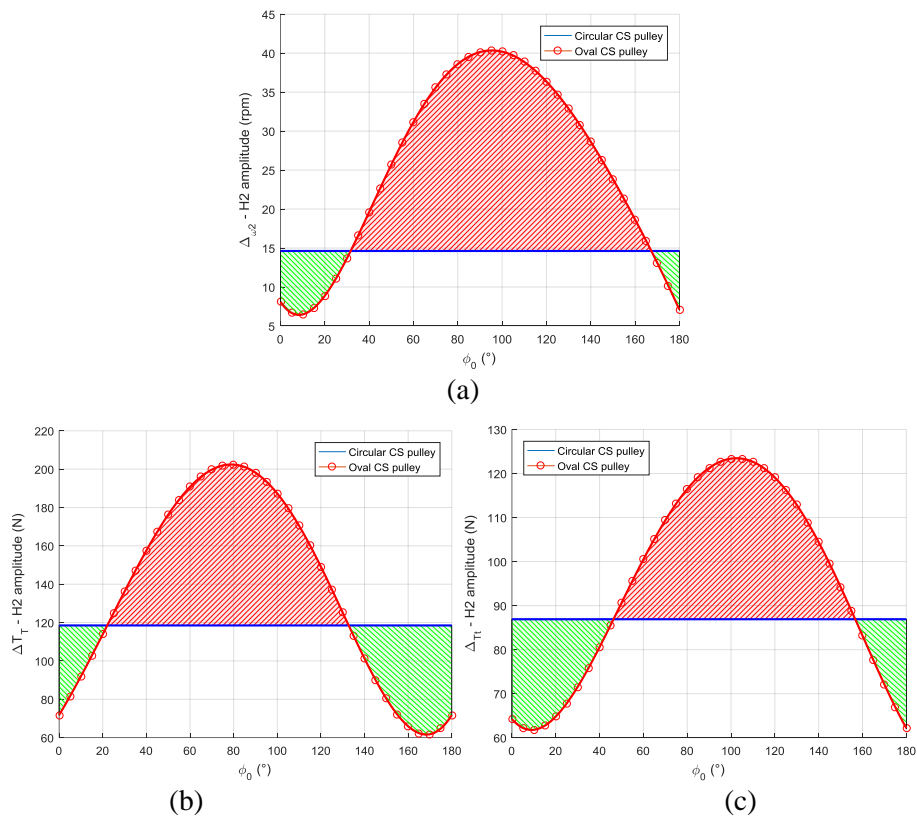 45
40
35
30
25
20
15
10
5
Δω2 - H2 amplitude (rpm)
Circular CS pulley
Oval CS pulley
0 20 40 60 80 100 120 140 160 180
ϕ0 (°)
(a)
220
200
180
160
140
120
100
80
60
ΔTT - H2 amplitude (N)
Circular CS pulley
Oval CS pulley
0 20 40 60 80 100 120 140 160 180
ϕ0 (°)
(b)
130
120
110
100
90
80
70
60
ΔTt - H2 amplitude (N)
Circular CS pulley
Oval CS pulley
0 20 40 60 80 100 120 140 160 180
ϕ0 (°)
(c)